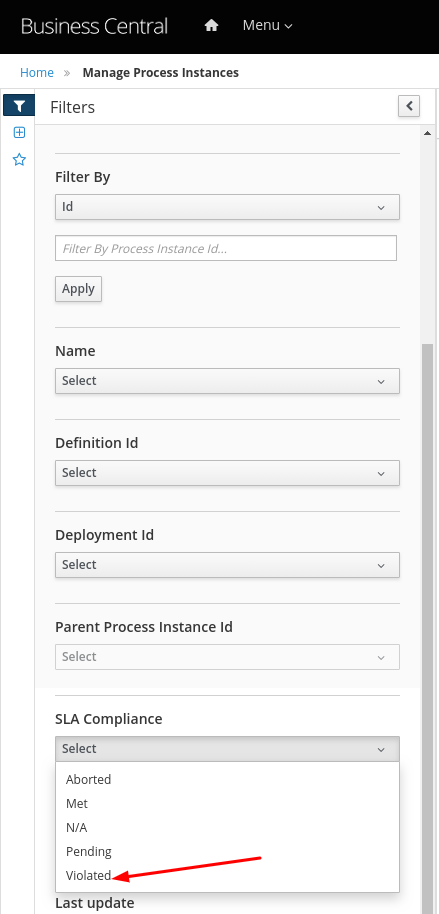 Business Central Menu
Home » Manage Process Instances
Filters
Filter By
Id
Filter By Process Instance Id...
Apply
Name
Select
Definition Id
Select
Deployment Id
Select
Parent Process Instance Id
Select
SLA Compliance
Select
Aborted
Met
N/A
Pending
Violated
Last update